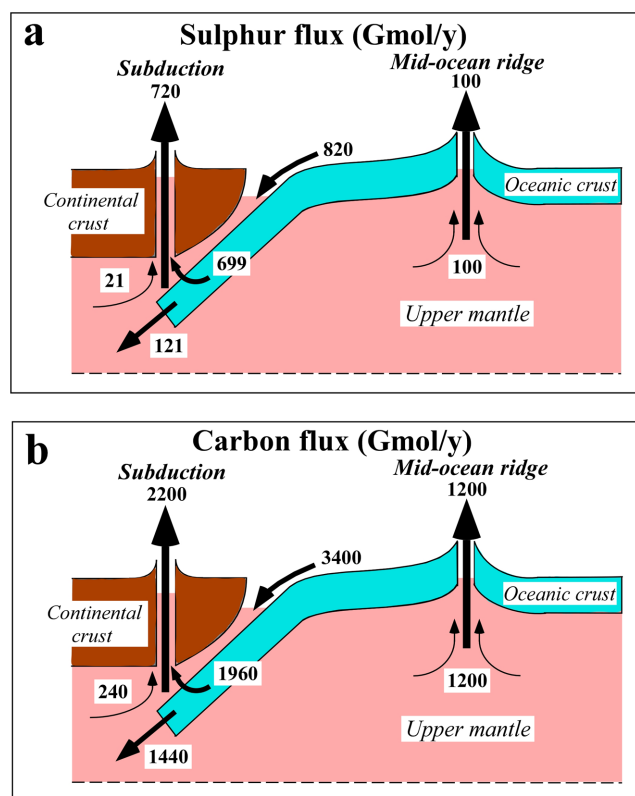 a
Sulphur flux (Gmol/y)
Subduction
720
Mid-ocean ridge
100
820
Continental
crust
Oceanic crust
21
699
100
121
Upper mantle
b
Carbon flux (Gmol/y)
Subduction
2200
Mid-ocean ridge
1200
3400
Continental
crust
Oceanic crust
240
1960
1200
1440
Upper mantle